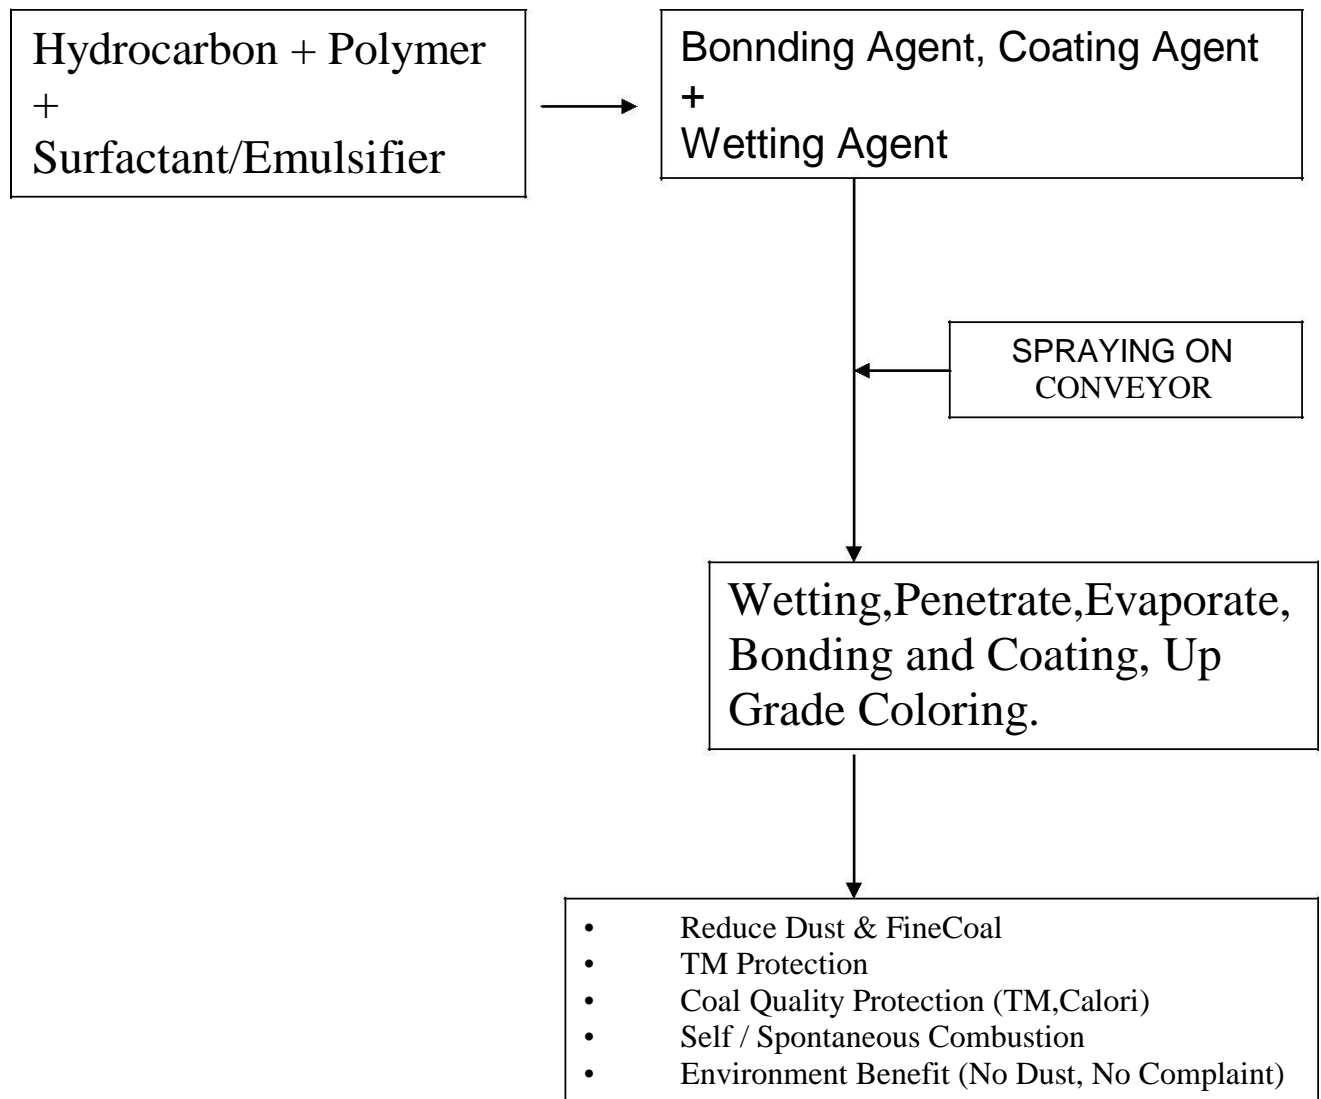 Hydrocarbon + Polymer
+
Surfactant/Emulsifier
Bonnding Agent, Coating Agent
+
Wetting Agent
SPRAYING ON
CONVEYOR
Wetting,Penetrate,Evaporate,
Bonding and Coating, Up
Grade Coloring.
• Reduce Dust & FineCoal
• TM Protection
• Coal Quality Protection (TM,Calori)
• Self / Spontaneous Combustion
• Environment Benefit (No Dust, No Complaint)